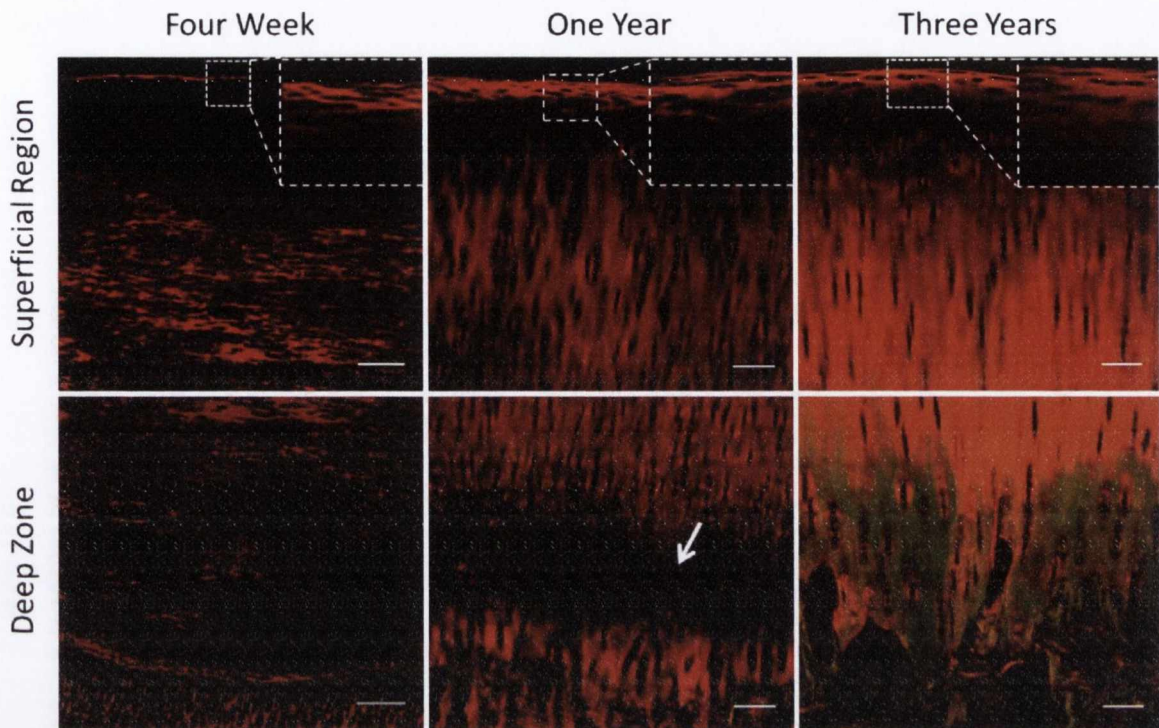 Four Week
One Year
Three Years
Superficial Region
Deep Zone